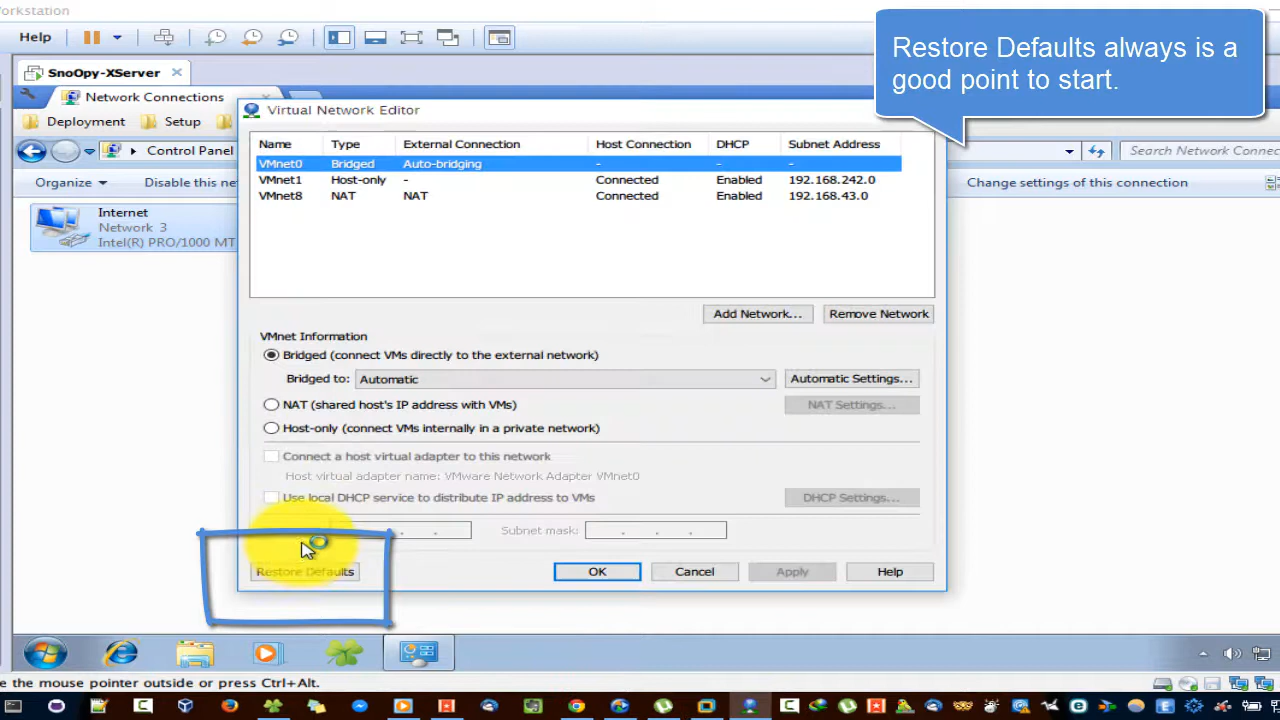 orkstation
Help
Restore Defaults always is a
good point to start.
SnoOpy-XServer
Network Connections
Virtual Network Editor
Deployment
Setup
Name Type External Connection Host Connection DHCP Subnet Address
Control Panel
Search Network Connec
VMnet0 Bridged Auto-bridging - - -
VMnet1 Host-only - Connected Enabled 192.168.242.0
Organize
Disable this ne
Change settings of this connection
VMnet8 NAT NAT Connected Enabled 192.168.43.0
Internet
Network 3
Intel(R) PRO/1000 MT
Add Network...
Remove Network
VMnet Information
Bridged (connect VMs directly to the external network)
Bridged to: Automatic
Automatic Settings...
NAT (shared host's IP address with VMs)
NAT Settings...
Host-only (connect VMs internally in a private network)
Connect a host virtual adapter to this network
Host virtual adapter name: VMware Network Adapter VMnet0
Use local DHCP service to distribute IP address to VMs
DHCP Settings...
. . Subnet mask: . . .
Restore Defaults
OK
Cancel
Apply
Help
e the mouse pointer outside or press Ctrl+Alt.